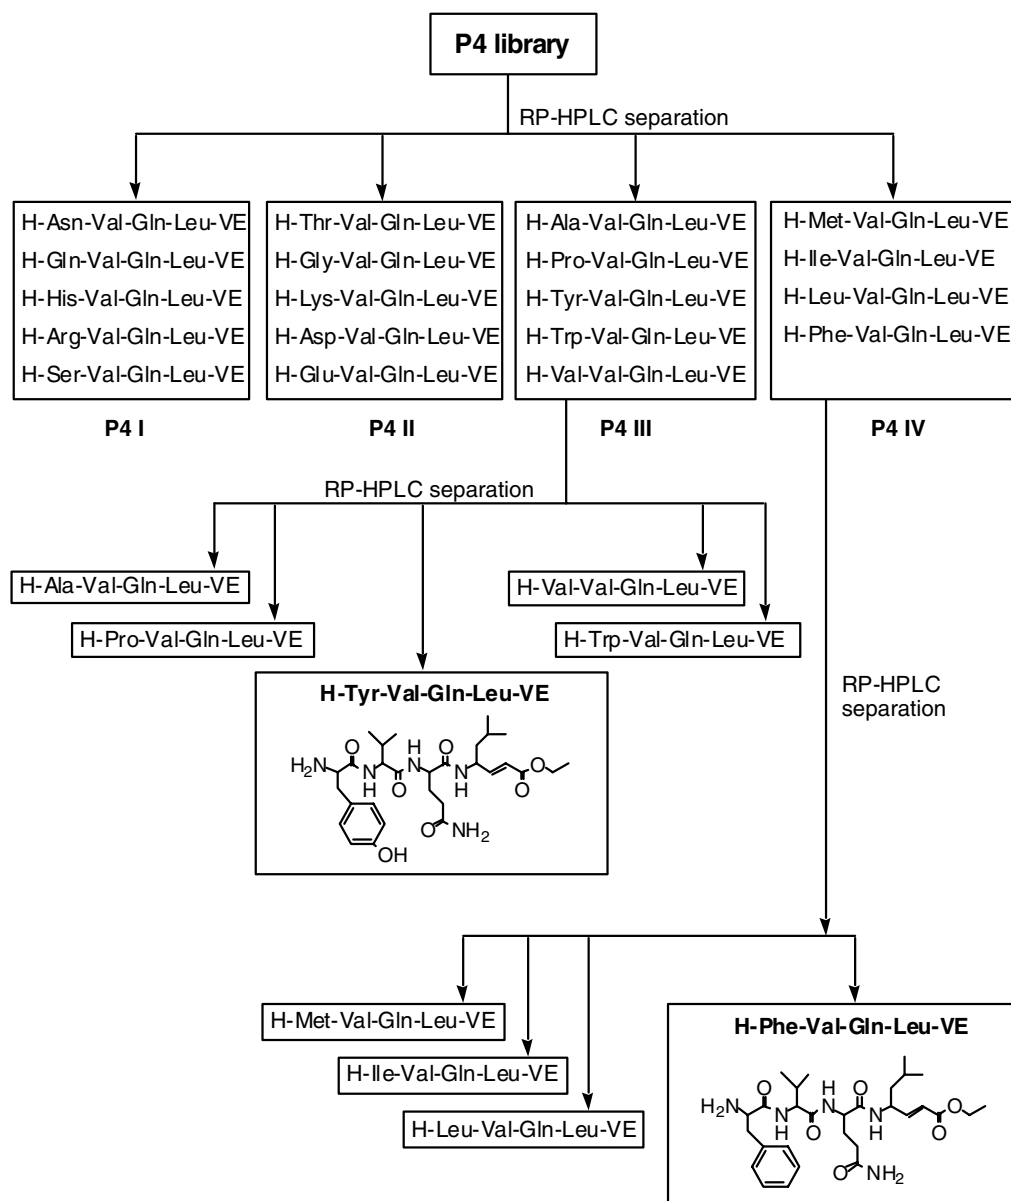 P4 library
RP-HPLC separation
H-Asn-Val-Gln-Leu-VE
H-Gln-Val-Gln-Leu-VE
H-His-Val-Gln-Leu-VE
H-Arg-Val-Gln-Leu-VE
H-Ser-Val-Gln-Leu-VE
P4 I
H-Thr-Val-Gln-Leu-VE
H-Gly-Val-Gln-Leu-VE
H-Lys-Val-Gln-Leu-VE
H-Asp-Val-Gln-Leu-VE
H-Glu-Val-Gln-Leu-VE
P4 II
H-Ala-Val-Gln-Leu-VE
H-Pro-Val-Gln-Leu-VE
H-Tyr-Val-Gln-Leu-VE
H-Trp-Val-Gln-Leu-VE
H-Val-Val-Gln-Leu-VE
P4 III
H-Met-Val-Gln-Leu-VE
H-Ile-Val-Gln-Leu-VE
H-Leu-Val-Gln-Leu-VE
H-Phe-Val-Gln-Leu-VE
P4 IV
RP-HPLC separation
H-Ala-Val-Gln-Leu-VE
H-Pro-Val-Gln-Leu-VE
H-Val-Val-Gln-Leu-VE
H-Trp-Val-Gln-Leu-VE
H-Tyr-Val-Gln-Leu-VE
H2N
O
N
H
O
H
N
O
N
H
O
O
O
NH2
OH
RP-HPLC
separation
H-Met-Val-Gln-Leu-VE
H-Ile-Val-Gln-Leu-VE
H-Leu-Val-Gln-Leu-VE
H-Phe-Val-Gln-Leu-VE
H2N
O
N
H
O
H
N
O
N
H
O
O
O
NH2